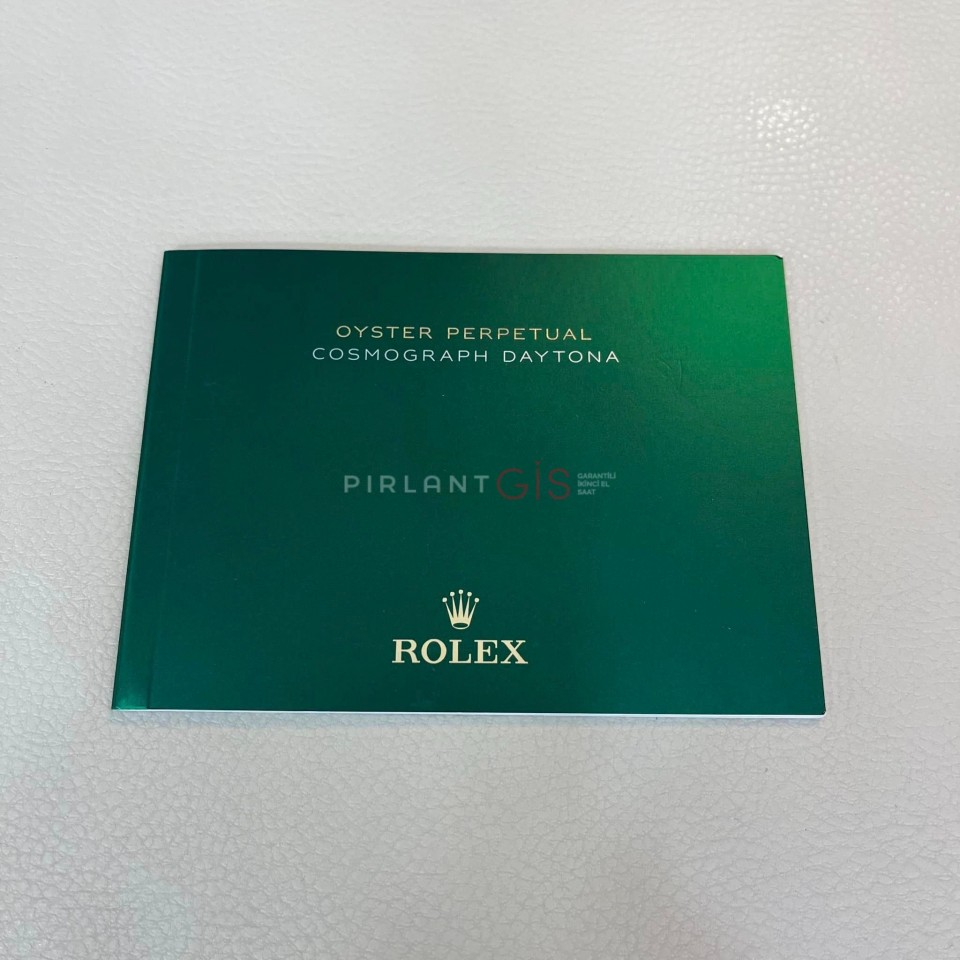 OYSTER PERPETUAL
COSMOGRAPH DAYTONA
PIRLANTGİS
GARANTİLİ
İKİNCİ EL
SAAT
ROLEX